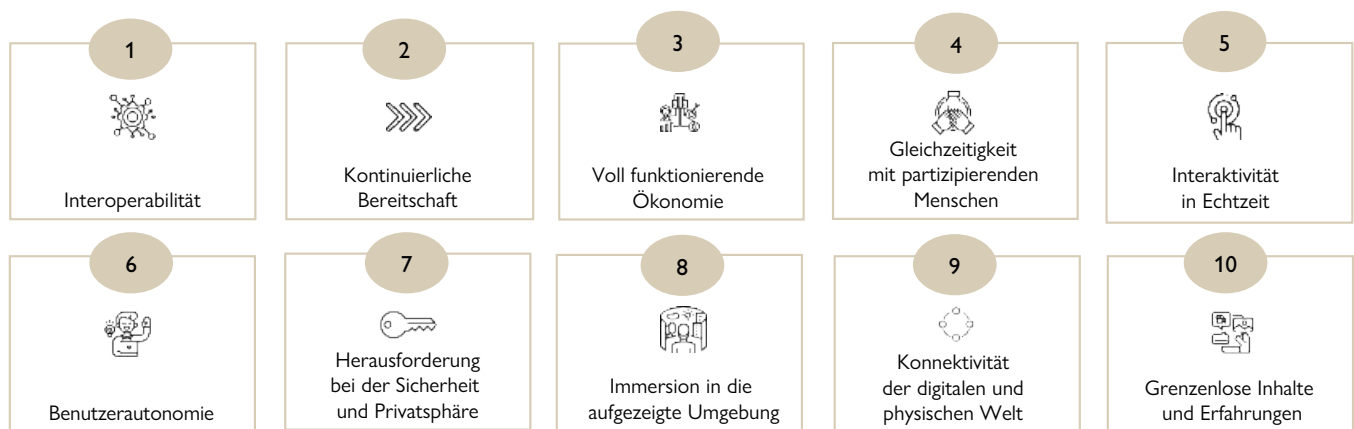 1
Interoperabilität
2
Kontinuierliche
Bereitschaft
3
Voll funktionierende
Ökonomie
4
Gleichzeitigkeit
mit partizipierenden
Menschen
5
Interaktivität
in Echtzeit
6
Benutzerautonomie
7
Herausforderung
bei der Sicherheit
und Privatsphäre
8
Immersion in die
aufgezeigte Umgebung
9
Konnektivität
der digitalen und
physischen Welt
10
Grenzenlose Inhalte
und Erfahrungen